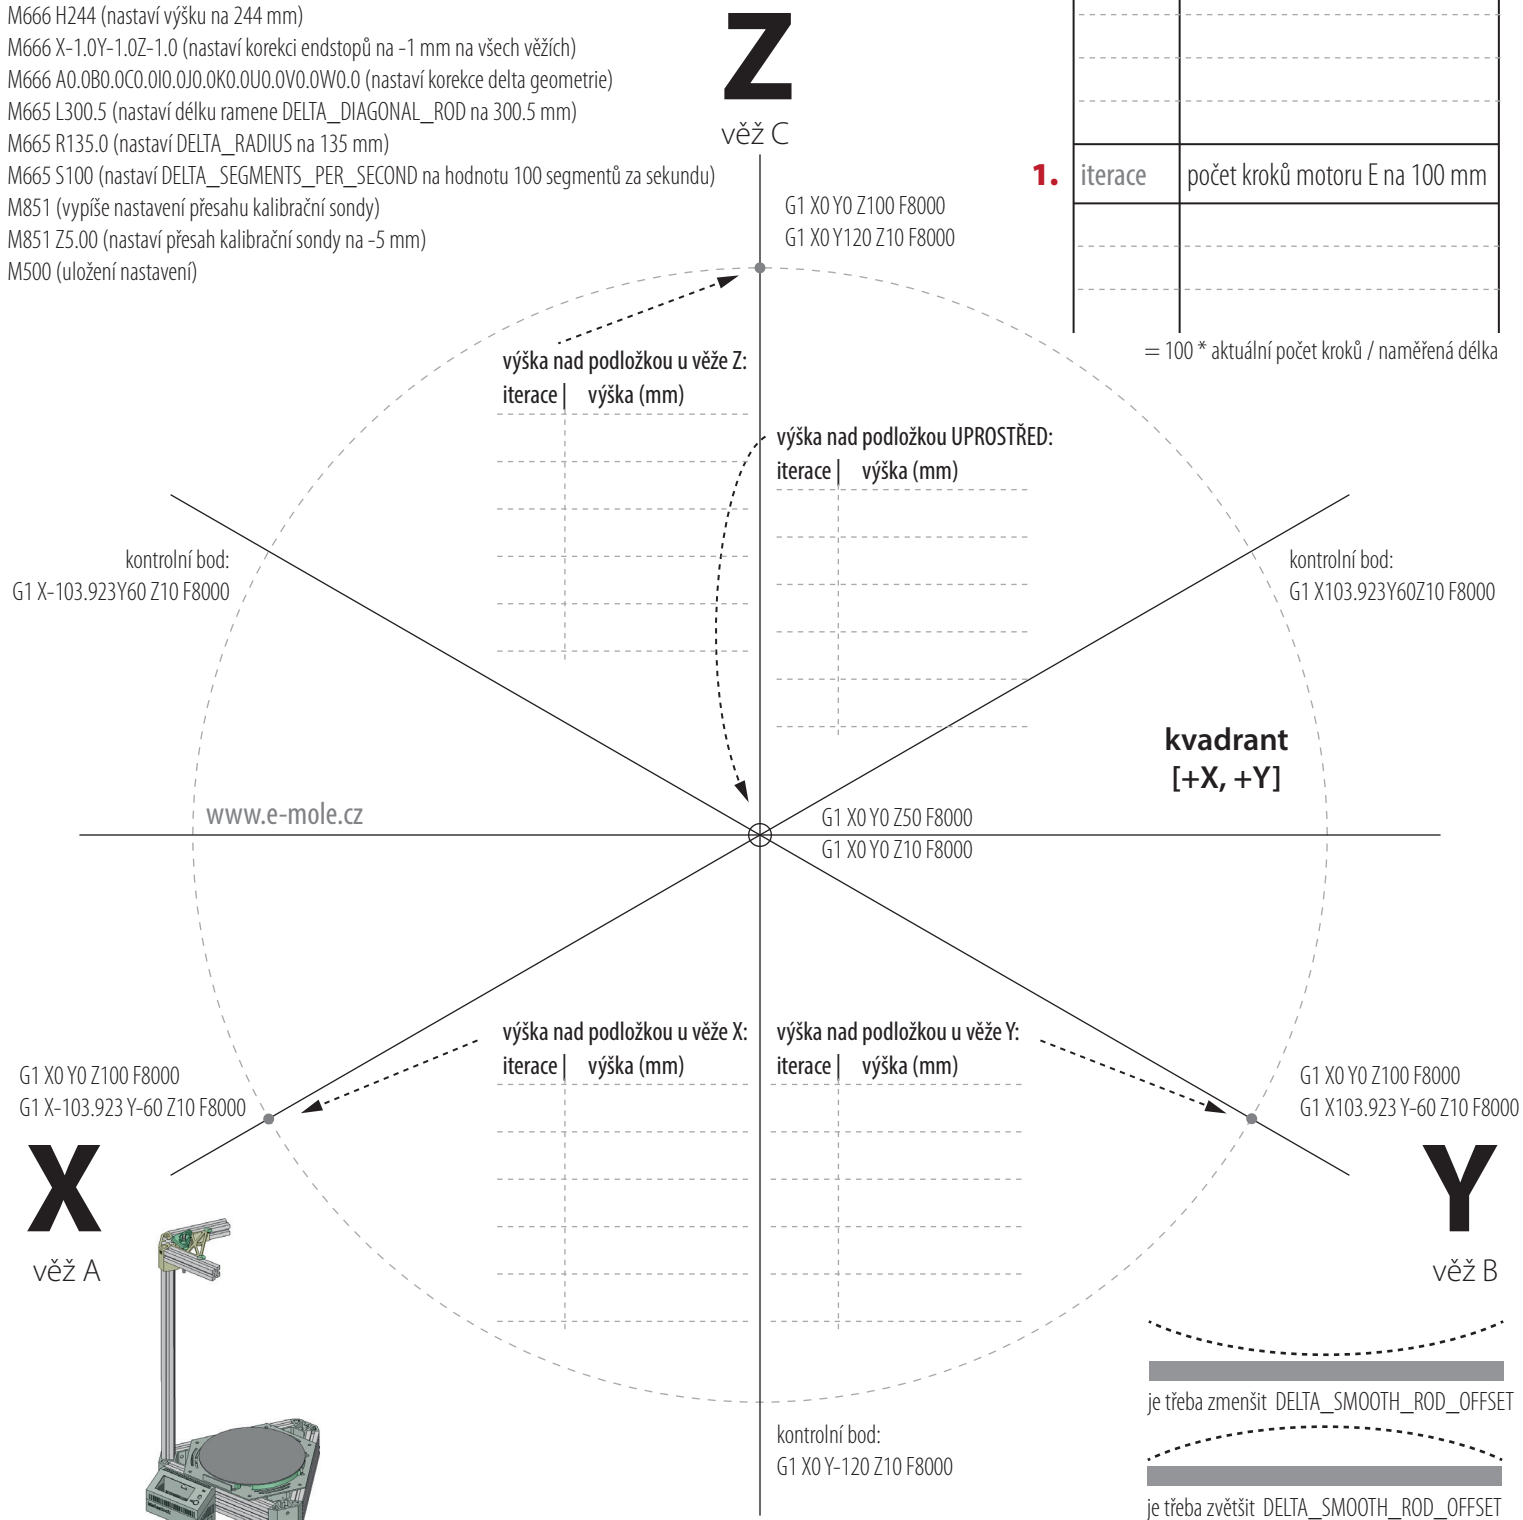 M666 H244 (nastaví výšku na 244 mm)
M666 X-1.0Y-1.0Z-1.0 (nastaví korekci endstopů na -1 mm na všech věžích)
M666 A0.0B0.0C0.0I0.0J0.0K0.0U0.0V0.0W0.0 (nastaví korekce delta geometrie)
M665 L300.5 (nastaví délku ramene DELTA_DIAGONAL_ROD na 300.5 mm)
M665 R135.0 (nastaví DELTA_RADIUS na 135 mm)
M665 S100 (nastaví DELTA_SEGMENTS_PER_SECOND na hodnotu 100 segmentů za sekundu)
M851 (vypíše nastavení přesahu kalibrační sondy)
M851 Z5.00 (nastaví přesah kalibrační sondy na -5 mm)
M500 (uložení nastavení)
Z
věž C
G1 X0 Y0 Z100 F8000
G1 X0 Y120 Z10 F8000
1. iterace počet kroků motoru E na 100 mm
= 100 * aktuální počet kroků / naměřená délka
výška nad podložkou u věže Z:
iterace | výška (mm)
výška nad podložkou UPROSTŘED:
iterace | výška (mm)
kontrolní bod:
G1 X-103.923Y60 Z10 F8000
kontrolní bod:
G1 X103.923Y60Z10 F8000
kvadrant
[+X, +Y]
www.e-mole.cz
G1 X0 Y0 Z50 F8000
G1 X0 Y0 Z10 F8000
výška nad podložkou u věže X:
iterace | výška (mm)
výška nad podložkou u věže Y:
iterace | výška (mm)
G1 X0 Y0 Z100 F8000
G1 X-103.923 Y-60 Z10 F8000
X
věž A
G1 X0 Y0 Z100 F8000
G1 X103.923 Y-60 Z10 F8000
Y
věž B
je třeba zmenšit DELTA_SMOOTH_ROD_OFFSET
kontrolní bod:
G1 X0 Y-120 Z10 F8000
je třeba zvětšit DELTA_SMOOTH_ROD_OFFSET